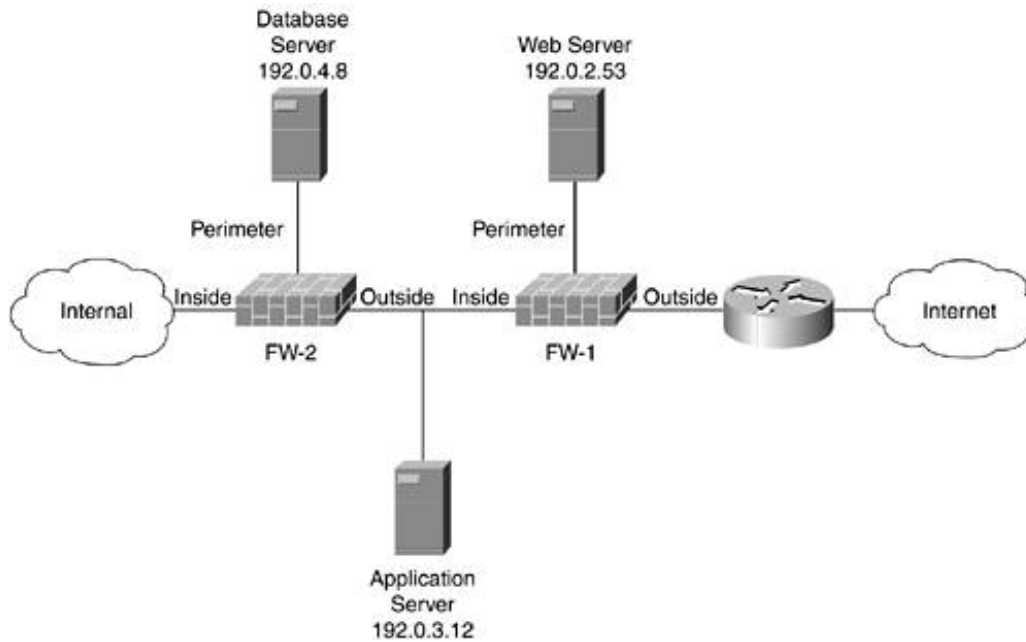 Database
Server
192.0.4.8
Web Server
192.0.2.53
Perimeter
Perimeter
Internal
Inside
Outside
Inside
Outside
Internet
FW-2
FW-1
Application
Server
192.0.3.12